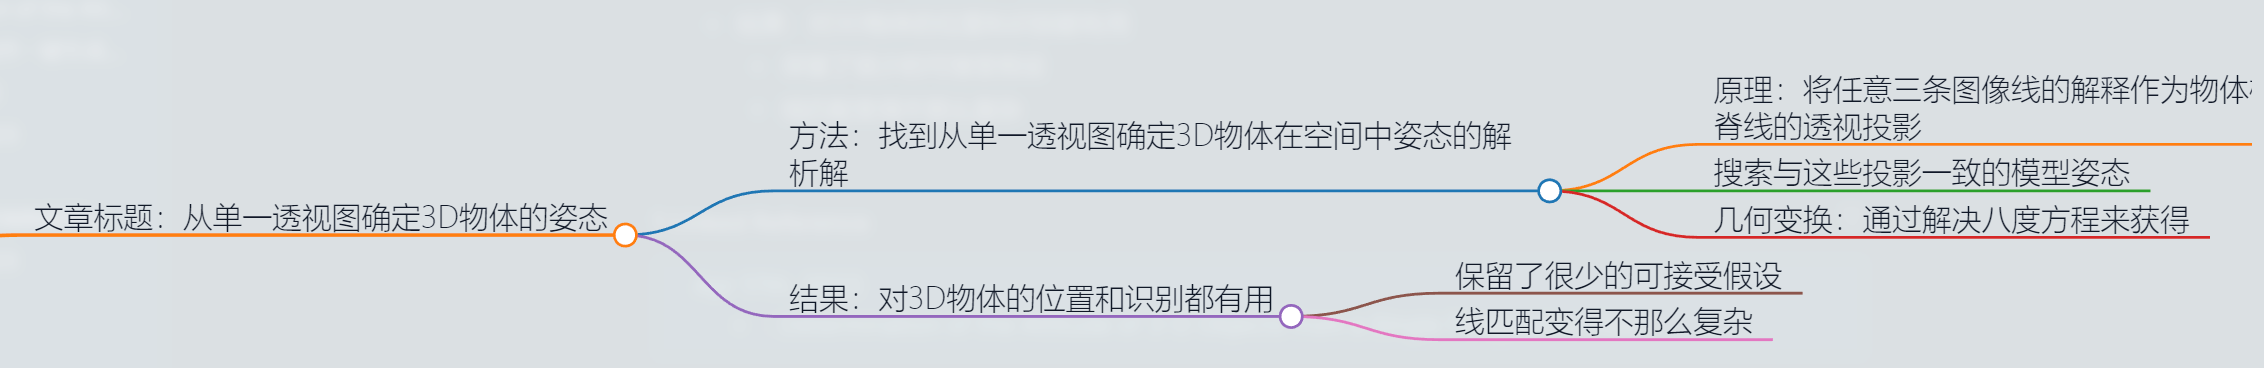 原理：将任意三条图像线的解释作为物体
脊线的透视投影
方法：找到从单一透视图确定3D物体在空间中姿态的解
析解
搜索与这些投影一致的模型姿态
文章标题：从单一透视图确定3D物体的姿态
几何变换：通过解决八度方程来获得
保留了很少的可接受假设
结果：对3D物体的位置和识别都有用
线匹配变得不那么复杂